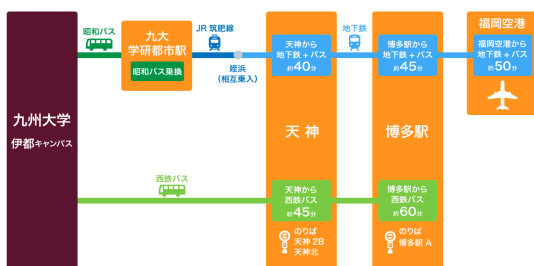 九州大学
伊都キャンパス
昭和バス
九大
学研都市駅
昭和バス乗換
JR 筑肥線
姪浜
(相互乗入)
天神から
地下鉄+バス
約40分
地下鉄
博多駅から
地下鉄+バス
約45分
福岡空港
福岡空港から
地下鉄+バス
約50分
天神
博多駅
西鉄バス
天神から
西鉄バス
約45分
博多駅から
西鉄バス
約60分
のりば
天神 2B
天神北
のりば
博多駅 A